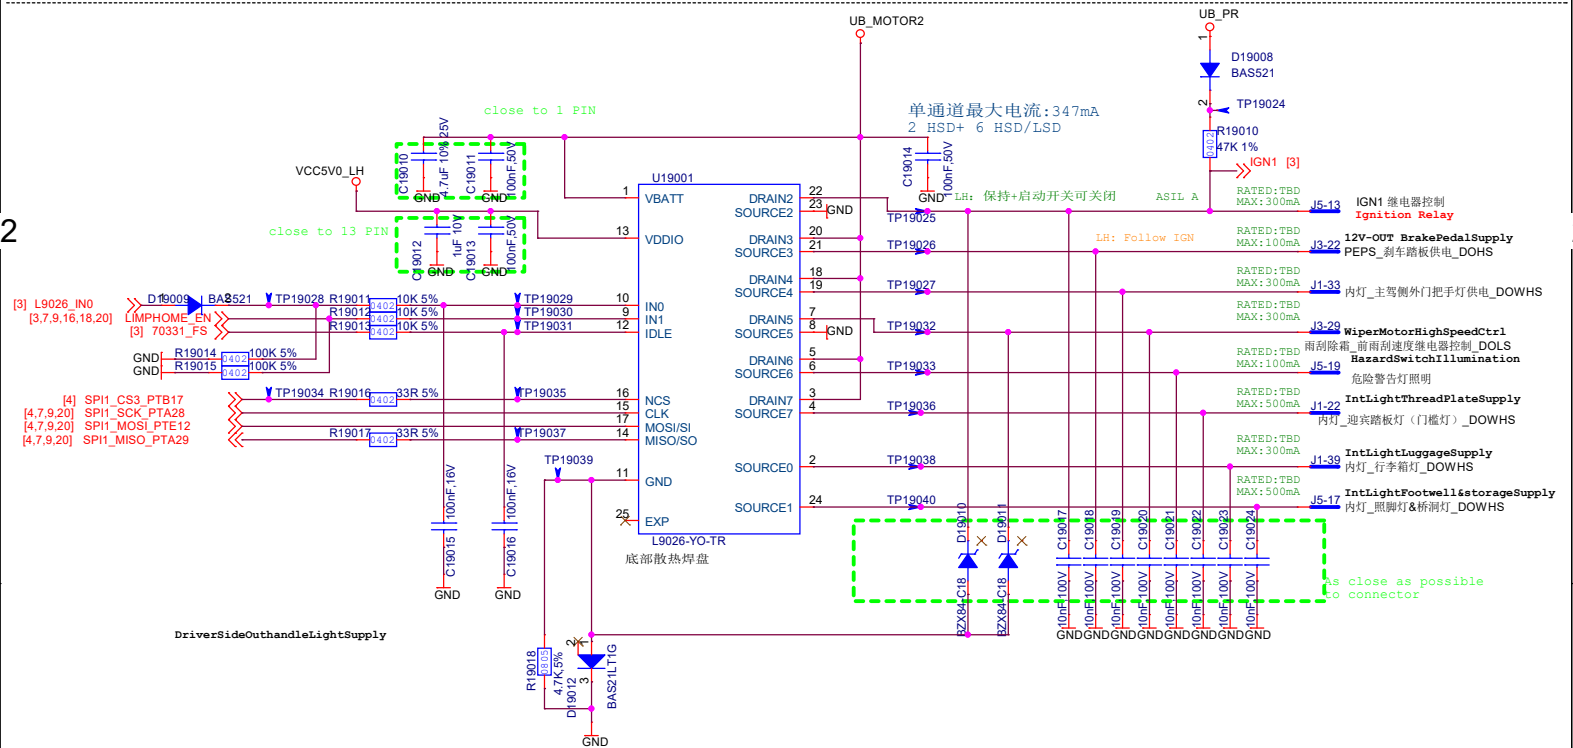 2
UB_MOTOR2
UB_PR
1
D19008
BAS521
2
TP19024
R19010
0402
47K 1%
IGN1 [3]
close to 1 PIN
单通道最大电流:347mA
2 HSD+ 6 HSD/LSD
C19010
4.7uF 10% 25V
C19011
100nF,50V
GND
GND
C19014
100nF,50V
GND
VCC5V0_LH
close to 13 PIN
C19012
1uF 10V
C19013
100nF,50V
GND
GND
LH: 保持+启动开关可关闭
ASIL A
LH: Follow IGN
U19001
1 VBATT
13 VDDIO
10 IN0
9 IN1
12 IDLE
16 NCS
15 CLK
17 MOSI/SI
14 MISO/SO
11 GND
25 EXP
DRAIN2 22
SOURCE2 23 GND
DRAIN3 20
SOURCE3 21
DRAIN4 18
SOURCE4 19
DRAIN5 7
SOURCE5 8 GND
DRAIN6 5
SOURCE6 6
DRAIN7 3
SOURCE7 4
SOURCE0 2
SOURCE1 24
L9026-YO-TR
底部散热焊盘
[3] L9026_IN0
D19009
1
2
BAS521
TP19028
R19011
0402
10K 5%
TP19029
[3,7,9,16,18,20] LIMPHOME_EN
R19012
0402
10K 5%
TP19030
[3] 70331_FS
R19013
0402
10K 5%
TP19031
GND
R19014
0402
100K 5%
GND
R19015
0402
100K 5%
[4] SPI1_CS3_PTB17
TP19034
R19016
0402
33R 5%
TP19035
[4,7,9,20] SPI1_SCK_PTA28
[4,7,9,20] SPI1_MOSI_PTE12
[4,7,9,20] SPI1_MISO_PTA29
R19017
0402
33R 5%
TP19037
TP19039
C19015
100nF,16V
GND
C19016
100nF,16V
GND
DriverSideOuthandleLightSupply
R19018
0805
4.7K,5%
D19012
2
1
3
BAS21LT1G
GND
TP19025
TP19026
TP19027
TP19032
TP19033
TP19036
TP19038
TP19040
RATED:TBD
MAX:300mA
J5-13
IGN1 继电器控制
Ignition Relay
RATED:TBD
MAX:100mA
J3-22
12V-OUT BrakePedalSupply
PEPS_刹车踏板供电_DOHS
RATED:TBD
MAX:300mA
J1-33
内灯_主驾侧外门把手灯供电_DOWHS
RATED:TBD
MAX:300mA
J3-29
WiperMotorHighSpeedCtrl
雨刮除霜_前雨刮速度继电器控制_DOLS
RATED:TBD
MAX:100mA
J5-19
HazardSwitchIllumination
危险警告灯照明
RATED:TBD
MAX:500mA
J1-22
IntLightThreadPlateSupply
内灯_迎宾踏板灯（门槛灯）_DOWHS
RATED:TBD
MAX:300mA
J1-39
IntLightLuggageSupply
内灯_行李箱灯_DOWHS
RATED:TBD
MAX:500mA
J5-17
IntLightFootwell&storageSupply
内灯_照脚灯&桥洞灯_DOWHS
D19010
BZX84-C18
D19011
BZX84-C18
C19017
10nF,100V
C19018
10nF,100V
C19019
10nF,100V
C19020
10nF,100V
C19021
10nF,100V
C19022
10nF,100V
C19023
10nF,100V
C19024
10nF,100V
GND
GND
GND
GND
GND
GND
GND
GND
As close as possible
to connector